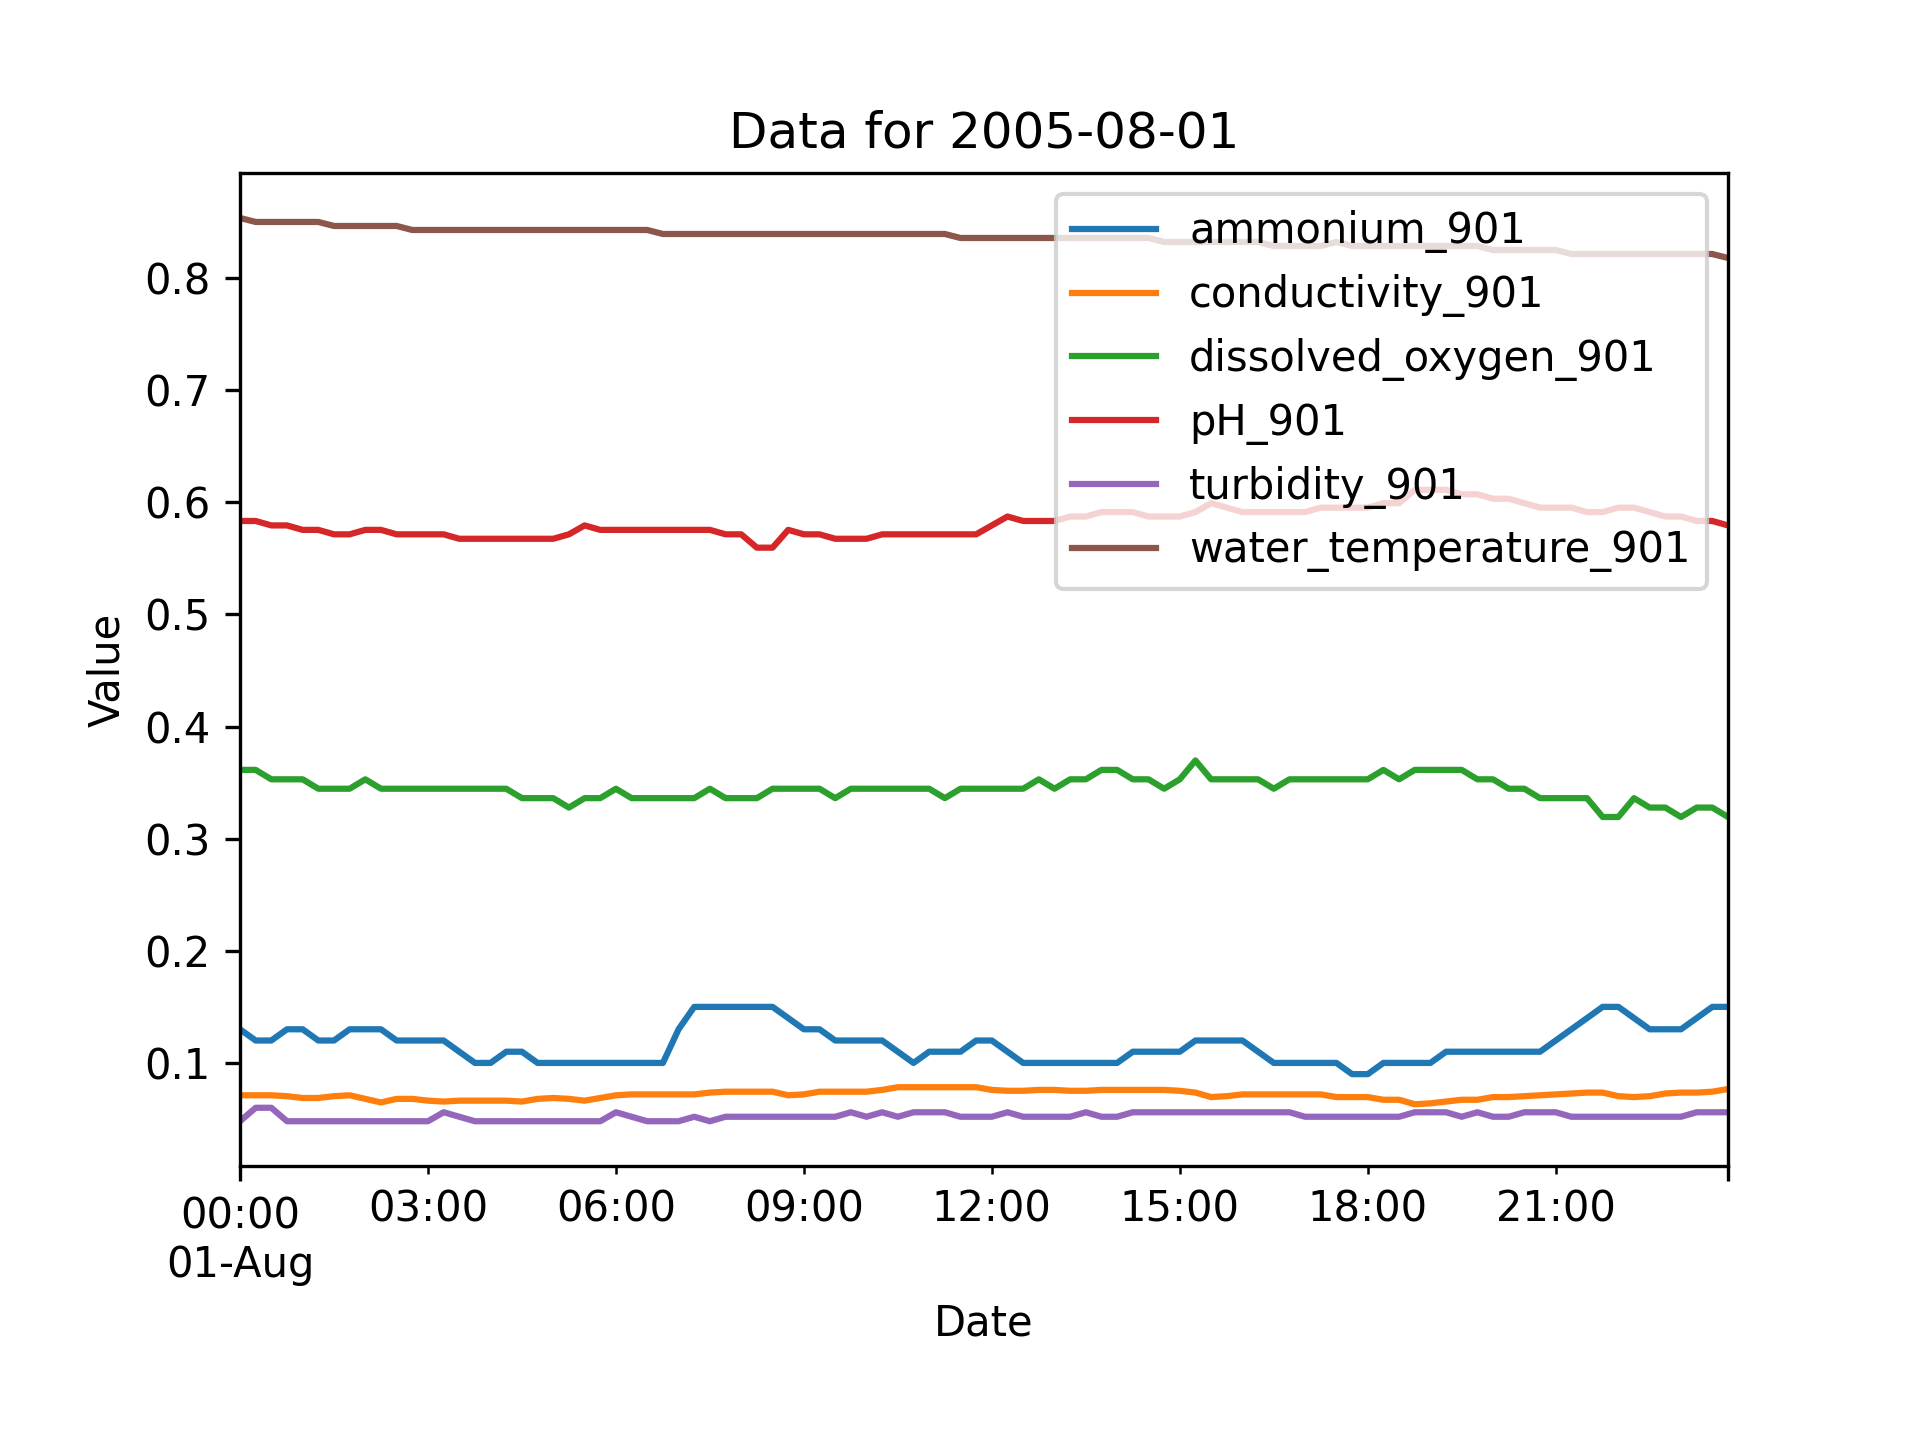 Data for 2005-08-01
ammonium_901
conductivity_901
dissolved_oxygen_901
pH_901
turbidity_901
water_temperature_901
Value
0.8
0.7
0.6
0.5
0.4
0.3
0.2
0.1
00:00 03:00 06:00 09:00 12:00 15:00 18:00 21:00
01-Aug
Date